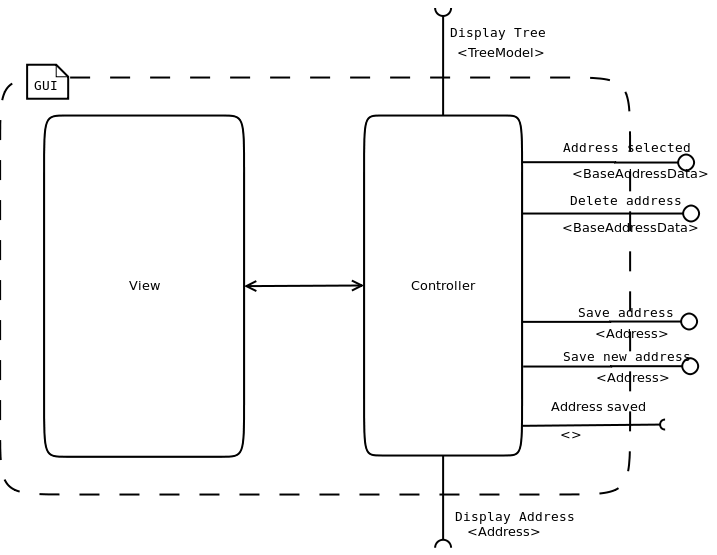 Display Tree
<TreeModel>
GUI
Address selected
<BaseAddressData>
Delete address
<BaseAddressData>
View
Controller
Save address
<Address>
Save new address
<Address>
Address saved
<>
Display Address
<Address>